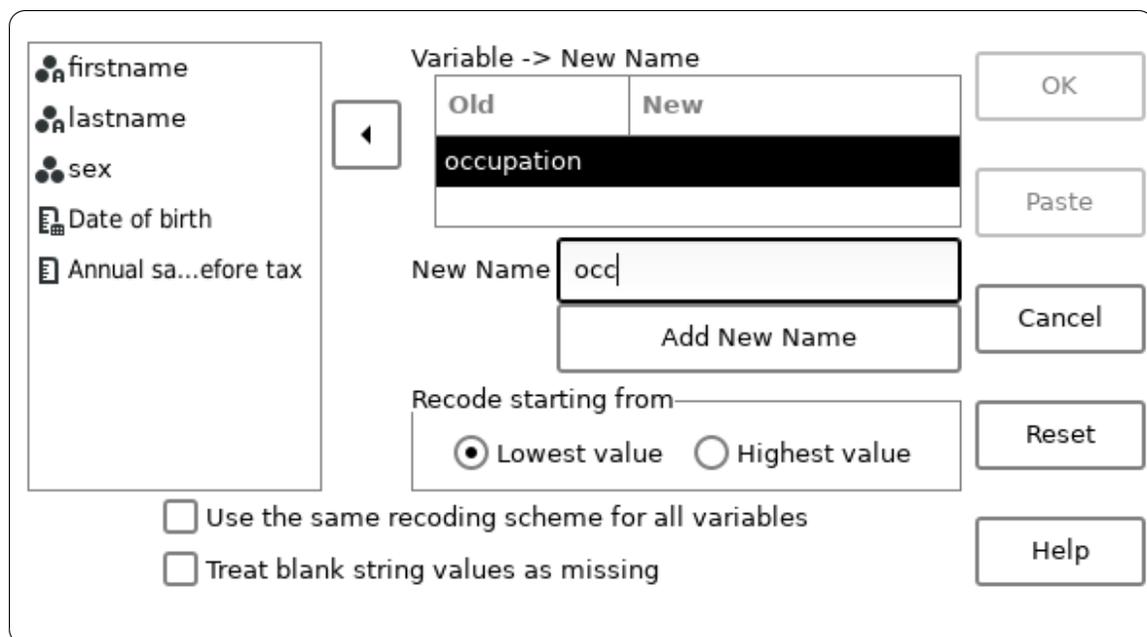 firstname
lastname
sex
Date of birth
Annual sa...efore tax
Variable -> New Name
Old New
occupation
New Name occ
Add New Name
Recode starting from
Lowest value Highest value
Use the same recoding scheme for all variables
Treat blank string values as missing
OK
Paste
Cancel
Reset
Help